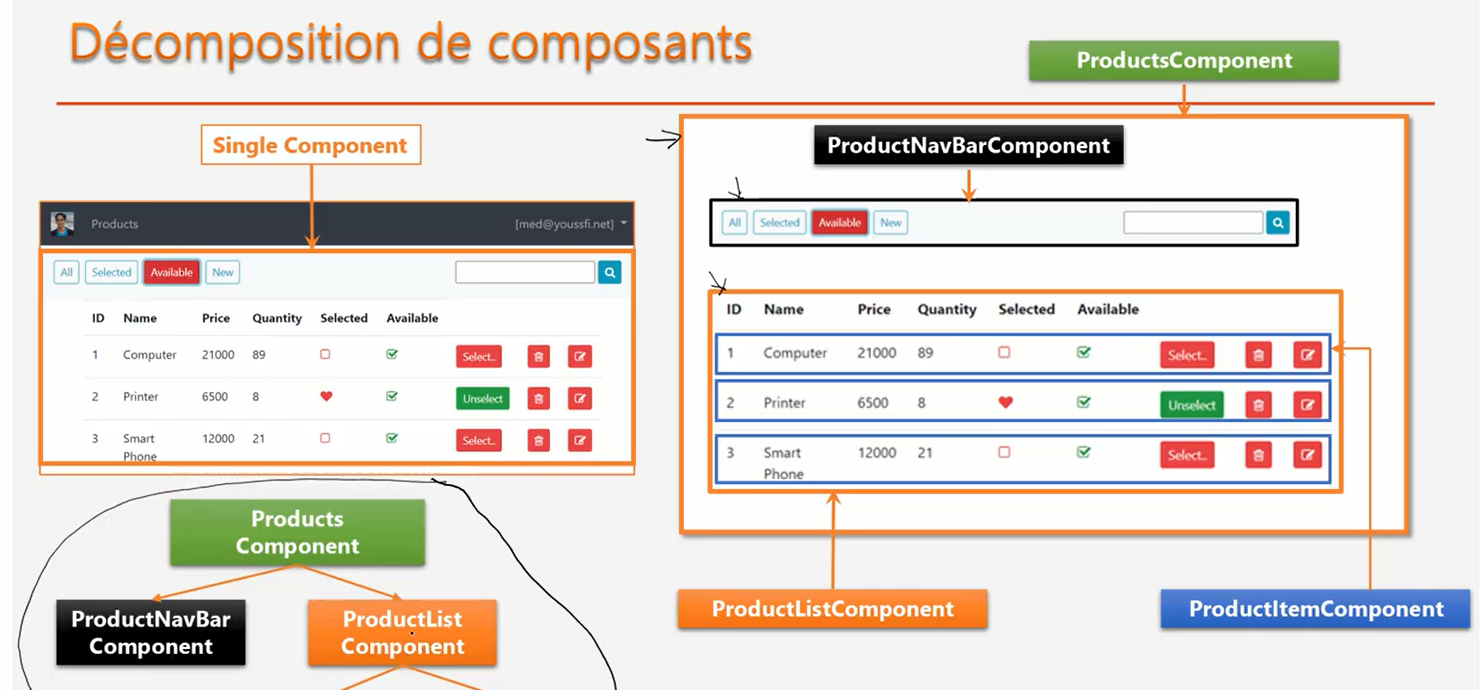 Décomposition de composants
ProductsComponent
Single Component
ProductNavBarComponent
Products [med@youssfi.net]
All Selected Available New
ID Name Price Quantity Selected Available
1 Computer 21000 89 Select..
2 Printer 6500 8 Unselect
3 Smart 12000 21 Select..
Phone
All Selected Available New
ID Name Price Quantity Selected Available
1 Computer 21000 89 Select..
2 Printer 6500 8 Unselect
3 Smart 12000 21 Select..
Phone
Products
Component
ProductNavBar
Component
ProductList
Component
ProductListComponent
ProductItemComponent